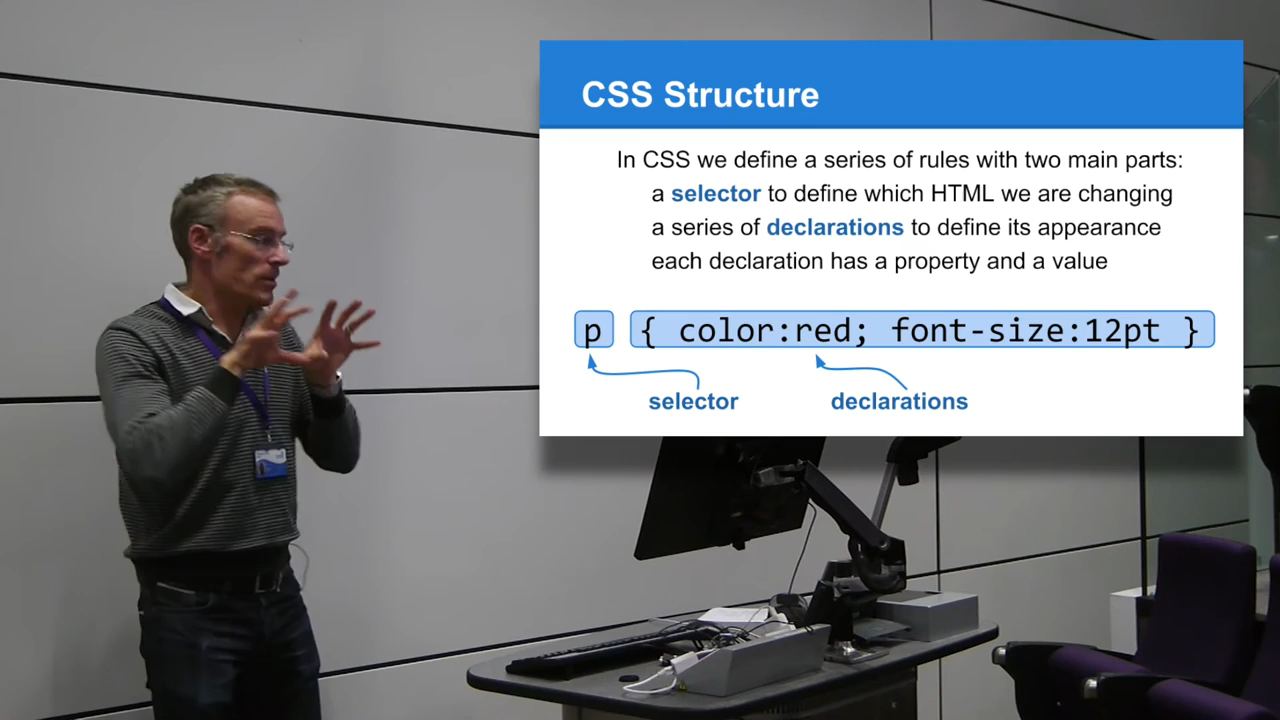 CSS Structure
In CSS we define a series of rules with two main parts:
a selector to define which HTML we are changing
a series of declarations to define its appearance
each declaration has a property and a value
p { color:red; font-size:12pt }
selector declarations